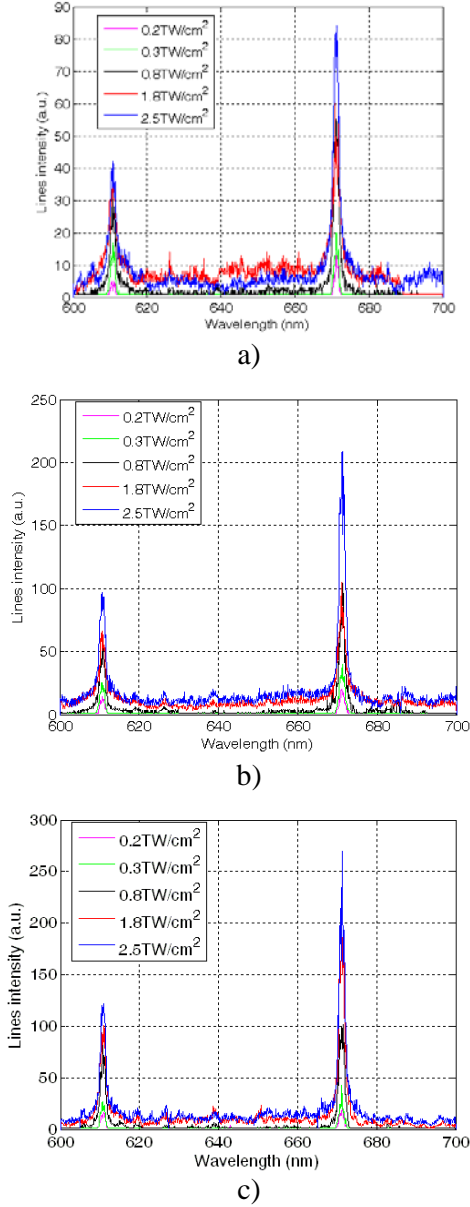 90
80
70
60
50
40
30
20
10
0
0.2TW/cm²
0.3TW/cm²
0.8TW/cm²
1.8TW/cm²
2.5TW/cm²
Lines intensity (a.u.)
600 620 640 660 680 700
Wavelength (nm)
a)
250
200
150
100
50
0
0.2TW/cm²
0.3TW/cm²
0.8TW/cm²
1.8TW/cm²
2.5TW/cm²
Lines intensity (a.u.)
600 620 640 660 680 700
Wavelength (nm)
b)
300
250
200
150
100
50
0
0.2TW/cm²
0.3TW/cm²
0.8TW/cm²
1.8TW/cm²
2.5TW/cm²
Lines intensity (a.u.)
600 620 640 660 680 700
Wavelength (nm)
c)